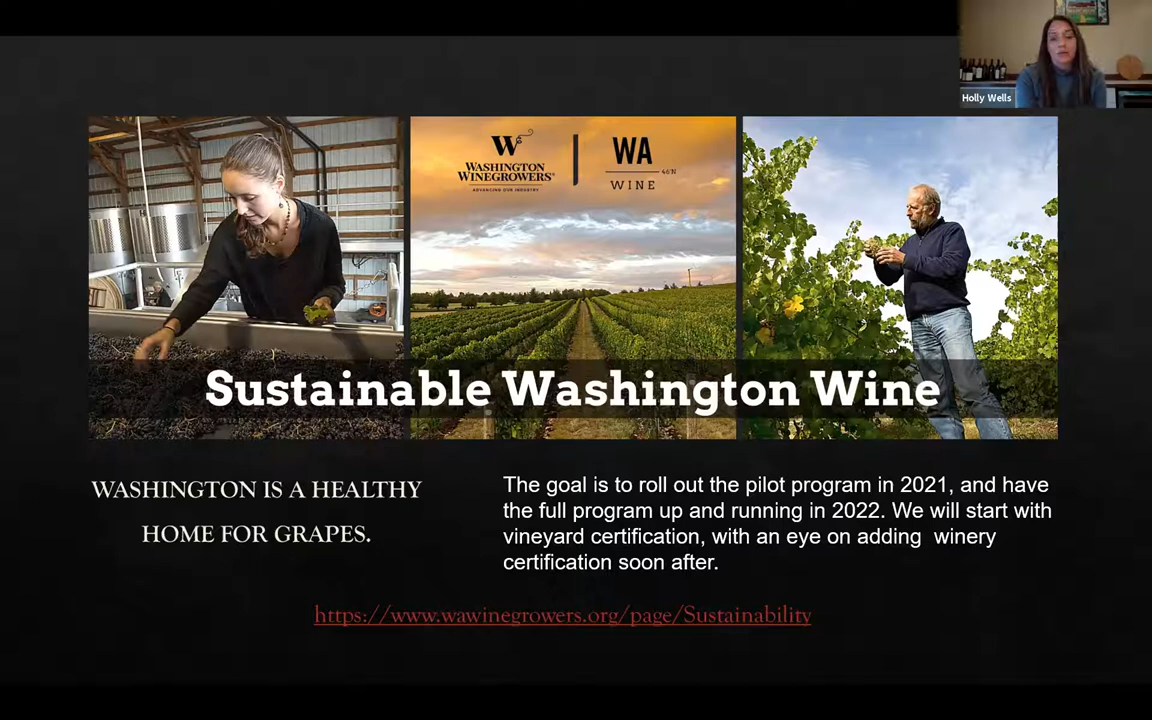 Holly Wells
W
WASHINGTON
WINEGROWERS
ADVANCING OUR INDUSTRY
WA
46°N
WINE
Sustainable Washington Wine
WASHINGTON IS A HEALTHY
HOME FOR GRAPES.
The goal is to roll out the pilot program in 2021, and have
the full program up and running in 2022. We will start with
vineyard certification, with an eye on adding  winery
certification soon after.
https://www.wawinegrowers.org/page/Sustainability